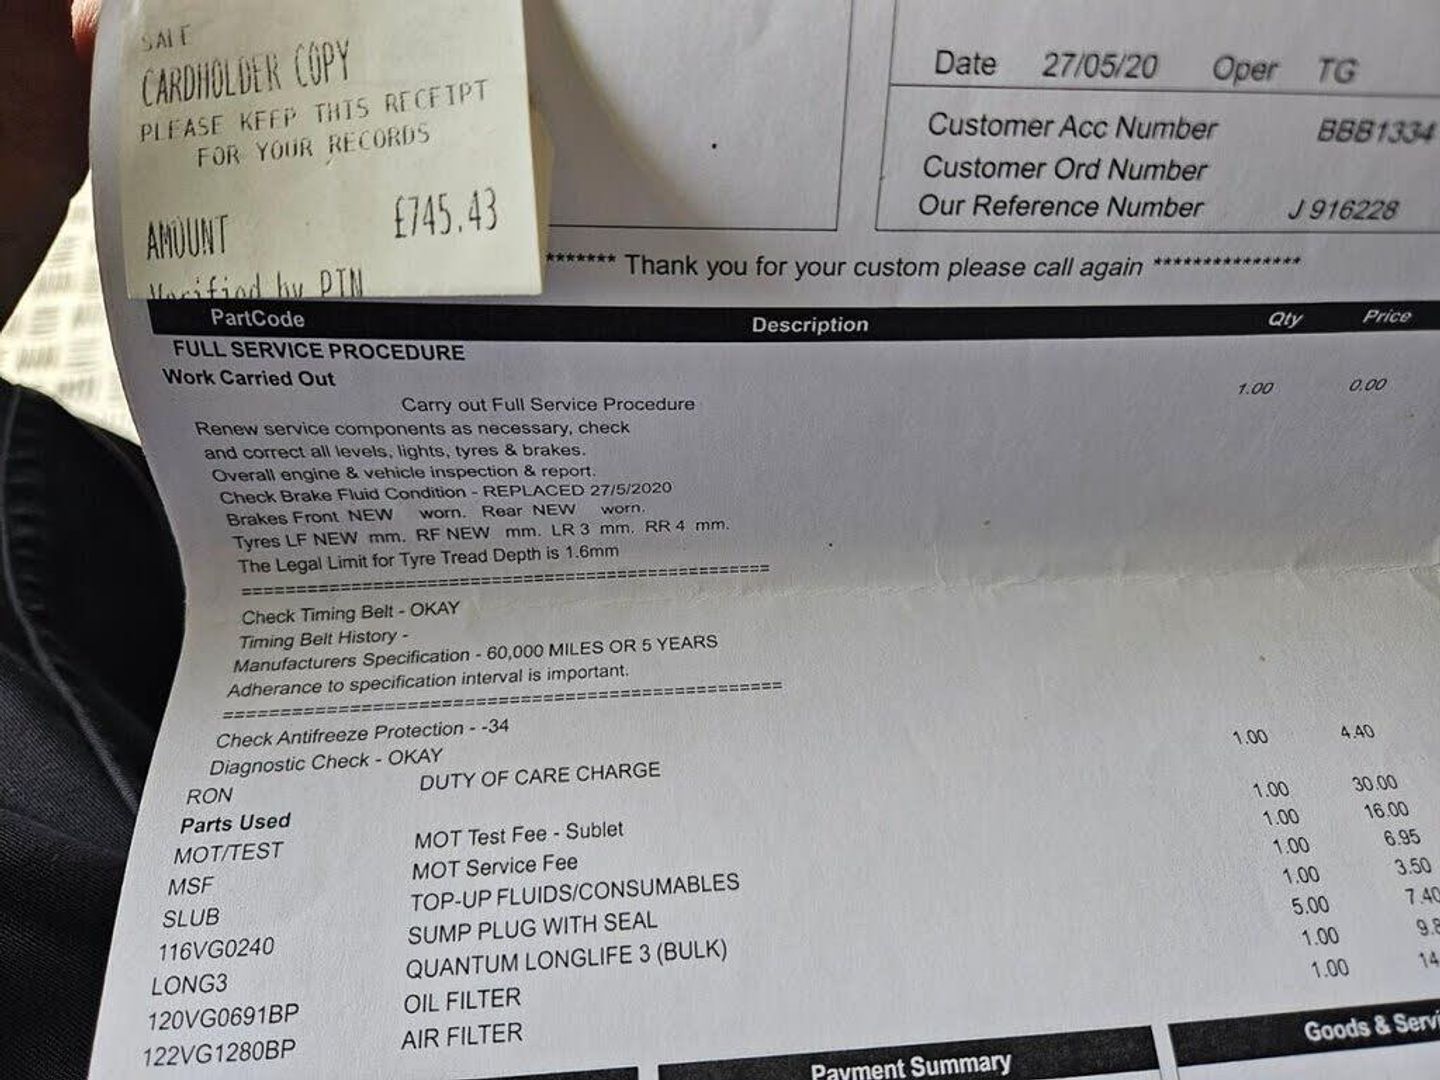 SALE
CARDHOLDER COPY
PLEASE KEEP THIS RECEIPT
FOR YOUR RECORDS
AMOUNT £745.43
Verified by PIN
Date 27/05/20 Oper TG
Customer Acc Number BBB1334
Customer Ord Number
Our Reference Number J 916228
******* Thank you for your custom please call again ***************
PartCode Description Qty Price
FULL SERVICE PROCEDURE
Work Carried Out
Carry out Full Service Procedure 1.00 0.00
Renew service components as necessary, check
and correct all levels, lights, tyres & brakes.
Overall engine & vehicle inspection & report.
Check Brake Fluid Condition - REPLACED 27/5/2020
Brakes Front NEW worn. Rear NEW worn.
Tyres LF NEW mm. RF NEW mm. LR 3 mm. RR 4 mm.
The Legal Limit for Tyre Tread Depth is 1.6mm
==================================================
Check Timing Belt - OKAY
Timing Belt History -
Manufacturers Specification - 60,000 MILES OR 5 YEARS
Adherance to specification interval is important.
==================================================
Check Antifreeze Protection - -34
Diagnostic Check - OKAY
RON DUTY OF CARE CHARGE 1.00 4.40
Parts Used
MOT/TEST MOT Test Fee - Sublet 1.00 30.00
MSF MOT Service Fee 1.00 16.00
SLUB TOP-UP FLUIDS/CONSUMABLES 1.00 6.95
116VG0240 SUMP PLUG WITH SEAL 1.00 3.50
LONG3 QUANTUM LONGLIFE 3 (BULK) 5.00 7.40
120VG0691BP OIL FILTER 1.00 9.8
122VG1280BP AIR FILTER 1.00 14
Payment Summary Goods & Servi